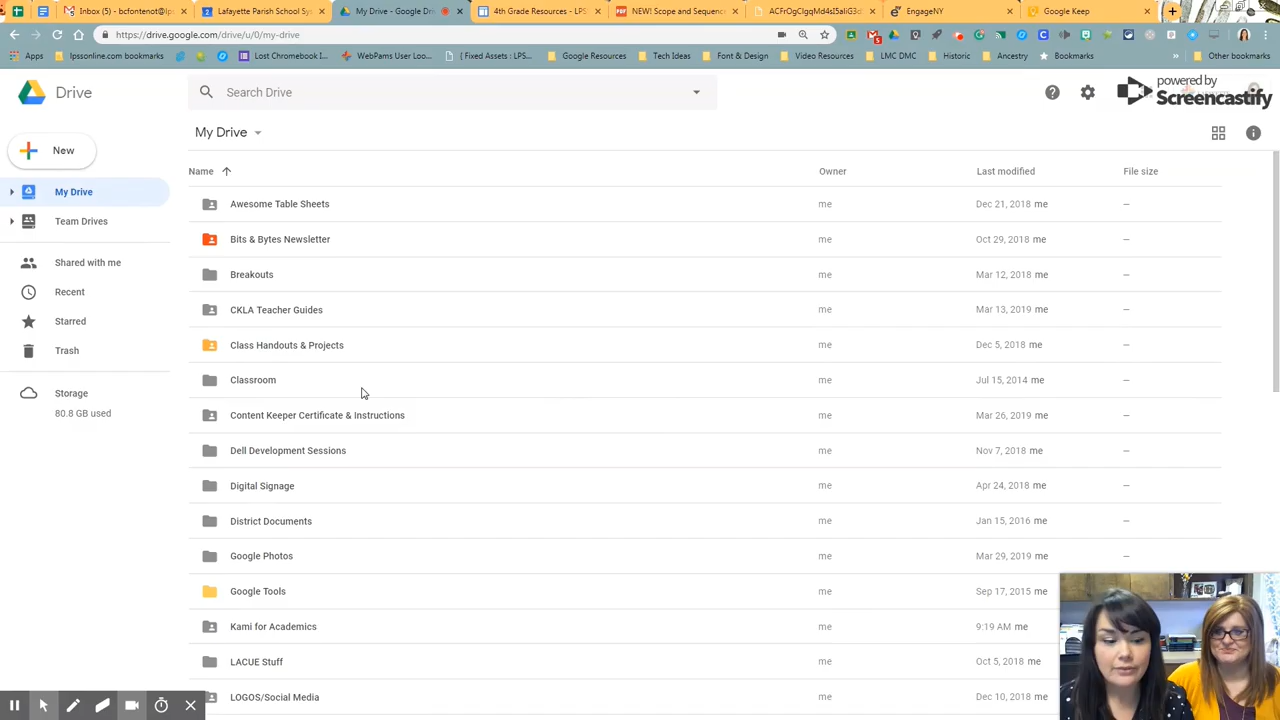 Inbox (5) - bcfontenot@lps
Lafayette Parish School Sy
My Drive - Google Dri
4th Grade Resources - LPS
NEW! Scope and Sequence
ACFrOgCIgqMd4sI5aliG3d
EngageNY
Google Keep
https://drive.google.com/drive/u/0/my-drive
Apps
lpssonline.com bookmarks
Lost Chromebook I
WebPams User Loo
{ Fixed Assets : LPS
Google Resources
Tech Ideas
Font & Design
Video Resources
LMC DMC
Historic
Ancestry
Bookmarks
Other bookmarks
Drive
Search Drive
powered by
Screencastify
My Drive
New
Name
Owner
Last modified
File size
My Drive
Team Drives
Shared with me
Recent
Starred
Trash
Storage
80.8 GB used
Awesome Table Sheets me Dec 21, 2018 me –
Bits & Bytes Newsletter me Oct 29, 2018 me –
Breakouts me Mar 12, 2018 me –
CKLA Teacher Guides me Mar 13, 2019 me –
Class Handouts & Projects me Dec 5, 2018 me –
Classroom me Jul 15, 2014 me –
Content Keeper Certificate & Instructions me Mar 26, 2019 me –
Dell Development Sessions me Nov 7, 2018 me –
Digital Signage me Apr 24, 2018 me –
District Documents me Jan 15, 2016 me –
Google Photos me Mar 29, 2019 me –
Google Tools me Sep 17, 2015 me
Kami for Academics me 9:19 AM me
LACUE Stuff me Oct 5, 2018 me
LOGOS/Social Media me Dec 10, 2018 me